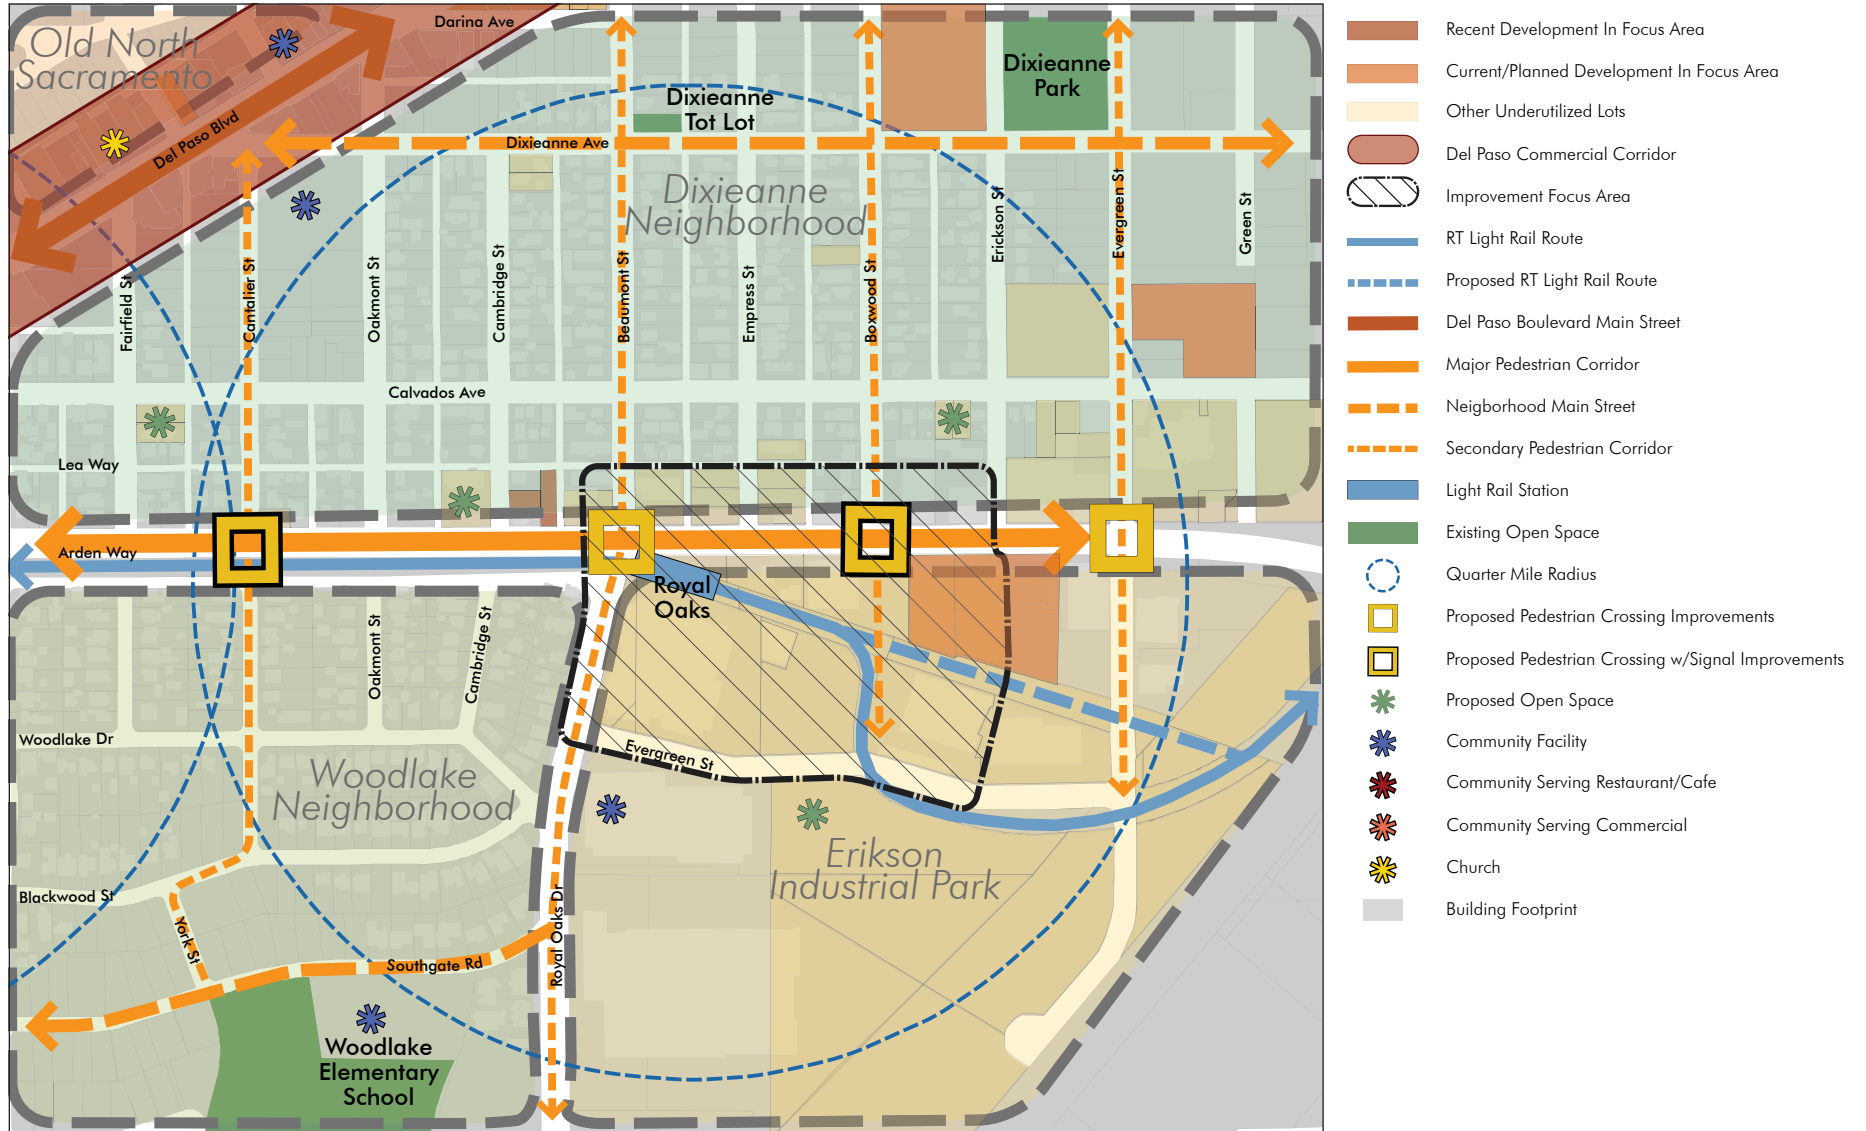 Old North
Sacramento
Darina Ave
Del Paso Blvd
Dixieanne
Tot Lot
Dixieanne
Park
Dixieanne Ave
Dixieanne
Neighborhood
Fairfield St
Cantalier St
Oakmont St
Cambridge St
Beaumont St
Empress St
Boxwood St
Erickson St
Evergreen St
Green St
Calvados Ave
Lea Way
Arden Way
Royal
Oaks
Oakmont St
Cambridge St
Woodlake Dr
Woodlake
Neighborhood
Evergreen St
Erikson
Industrial Park
Blackwood St
York St
Southgate Rd
Royal Oaks Dr
Woodlake
Elementary
School
Recent Development In Focus Area
Current/Planned Development In Focus Area
Other Underutilized Lots
Del Paso Commercial Corridor
Improvement Focus Area
RT Light Rail Route
Proposed RT Light Rail Route
Del Paso Boulevard Main Street
Major Pedestrian Corridor
Neigborhood Main Street
Secondary Pedestrian Corridor
Light Rail Station
Existing Open Space
Quarter Mile Radius
Proposed Pedestrian Crossing Improvements
Proposed Pedestrian Crossing w/Signal Improvements
Proposed Open Space
Community Facility
Community Serving Restaurant/Cafe
Community Serving Commercial
Church
Building Footprint